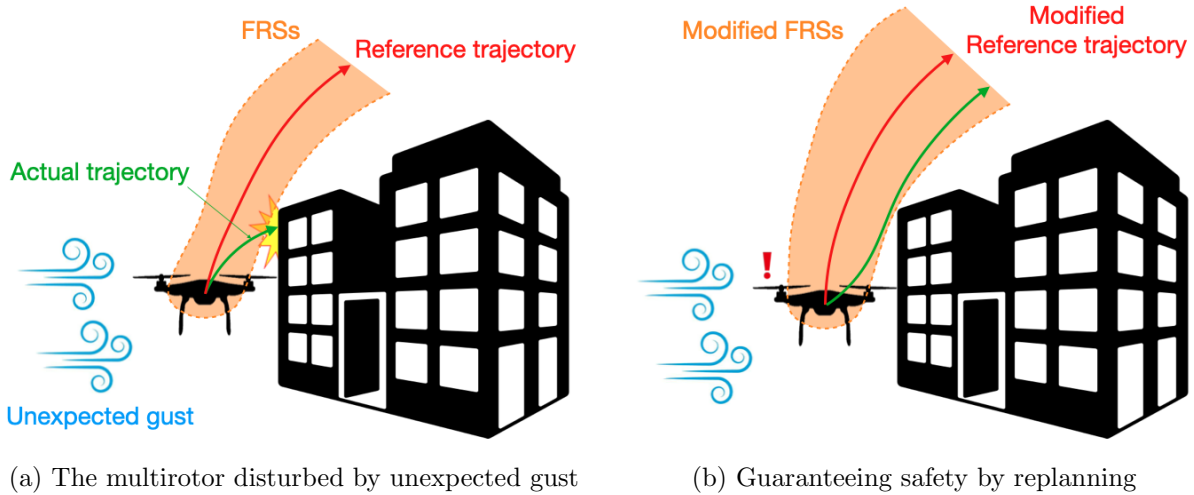 FRSs
Reference trajectory
Actual trajectory
Unexpected gust
(a) The multirotor disturbed by unexpected gust
Modified FRSs
Modified
Reference trajectory
!
(b) Guaranteeing safety by replanning